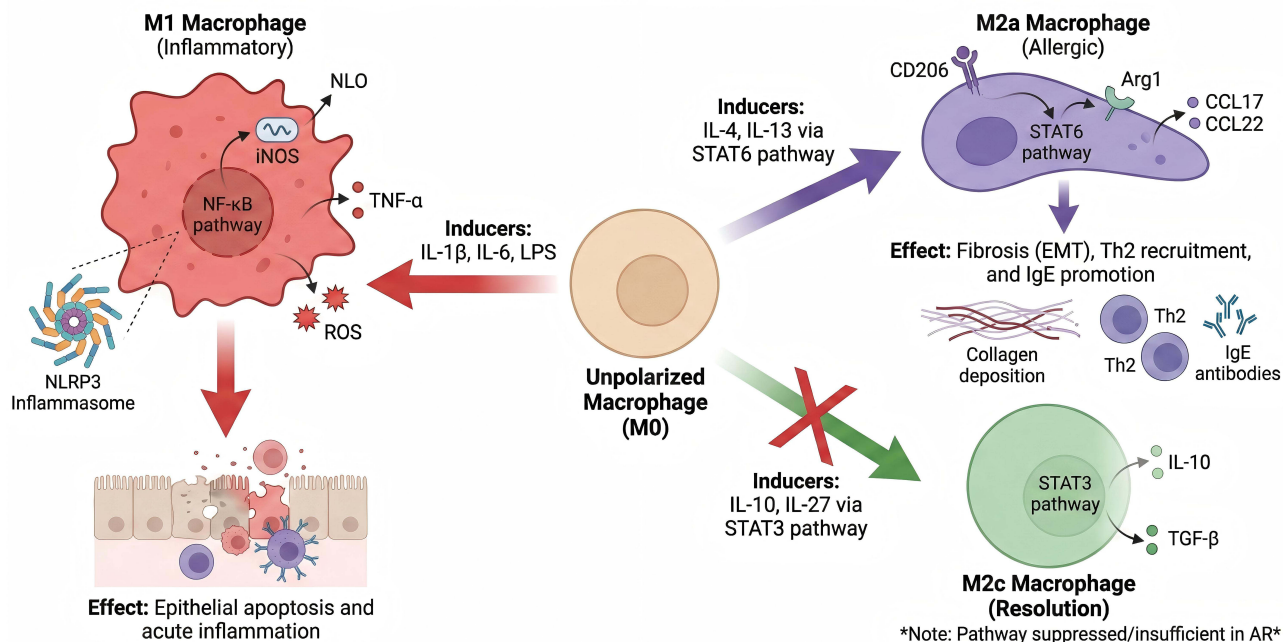 M1 Macrophage
(Inflammatory)
NLO
iNOS
NF-κB
pathway
TNF-α
ROS
NLRP3
Inflammasome
Effect: Epithelial apoptosis and
acute inflammation
Inducers:
IL-1β, IL-6, LPS
Unpolarized
Macrophage
(M0)
Inducers:
IL-4, IL-13 via
STAT6 pathway
M2a Macrophage
(Allergic)
CD206
Arg1
STAT6
pathway
CCL17
CCL22
Effect: Fibrosis (EMT), Th2 recruitment,
and IgE promotion
Collagen
deposition
Th2
Th2
IgE
antibodies
Inducers:
IL-10, IL-27 via
STAT3 pathway
STAT3
pathway
IL-10
TGF-β
M2c Macrophage
(Resolution)
*Note: Pathway suppressed/insufficient in AR*